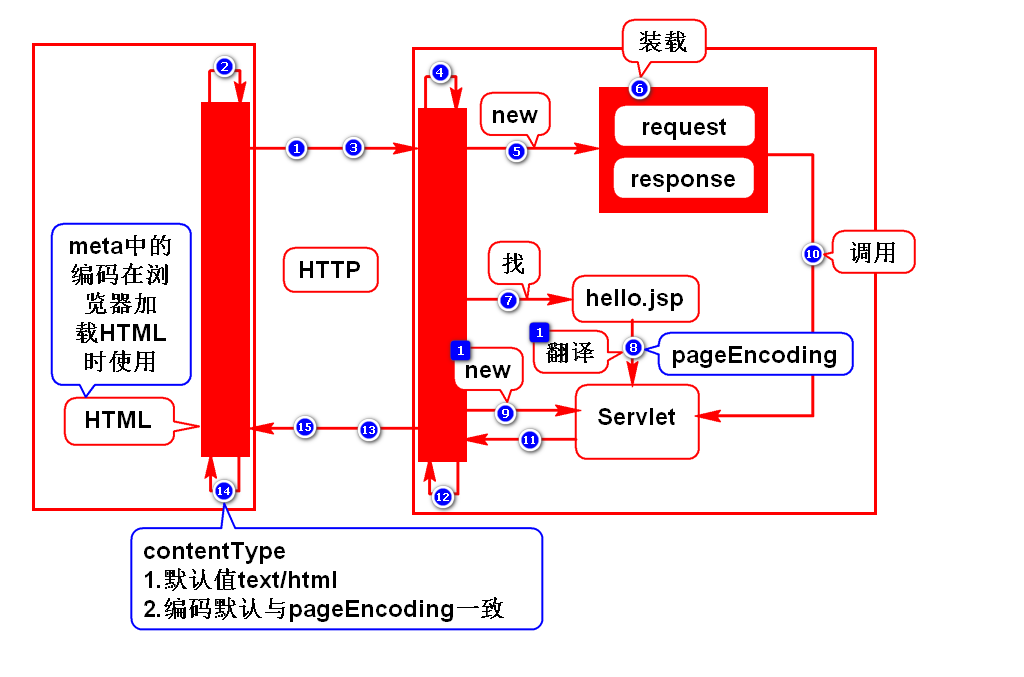 装载
2
4
6
new
request
1
3
5
response
meta中的
编码在浏
览器加
载HTML
时使用
HTTP
找
10
调用
7
hello.jsp
1
翻译
8
pageEncoding
1
new
HTML
9
Servlet
15
13
11
14
12
contentType
1.默认值text/html
2.编码默认与pageEncoding一致